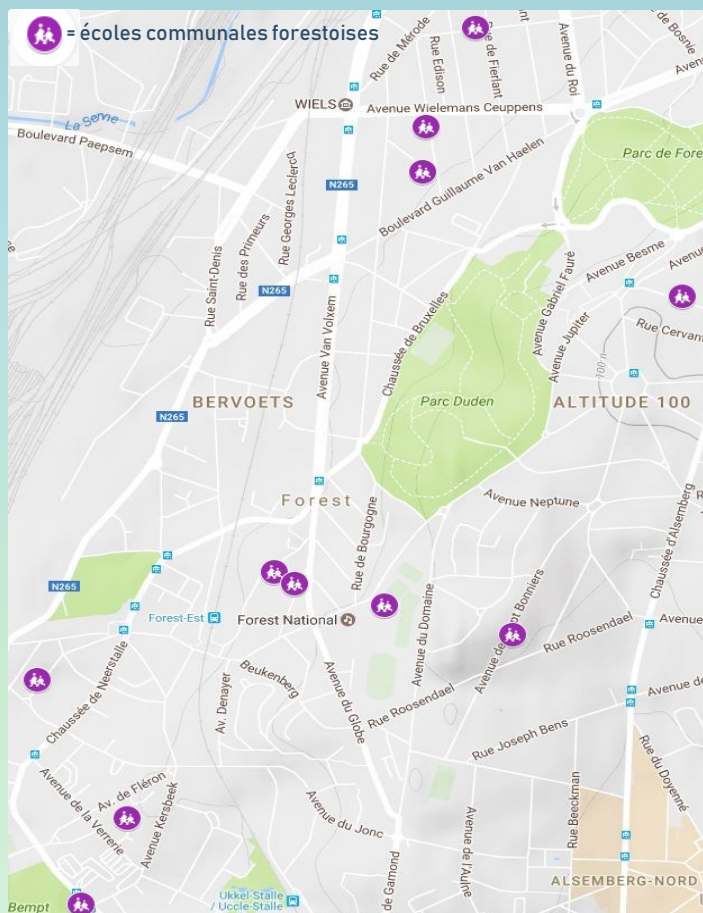 = écoles communales forestoises
Rue de Mérode
Rue Edison
Rue de Fierlant
Avenue du Roi
de Bosnie
WIELS
Avenue Wielemans Ceuppens
La Senne
Boulevard Paepsem
Parc de Fore
Boulevard Guillaume Van Haelen
N265
Rue Georges Leclercq
Rue des Primeurs
Rue Saint-Denis
N265
Avenue Besme
Avenue Gabriel Fauré
Avenue Jupiter
Rue Cervant
Chaussée de Bruxelles
Avenue Van Volxem
100 n
BERVOETS
Parc Duden
ALTITUDE 100
N265
Forest
Avenue Neptune
Rue de Bourgogne
Chaussée d'Alsemberg
N265
Forest-Est
Forest National
Avenue du Domaine
Avenue de
pt Bonniers
Rue Roosendael
Avenue
Chaussée de Neerstalle
Beukenberg
Av. Denayer
Avenue du Globe
Rue Roosendael
Avenue de
Rue Joseph Bens
Rue du Doyenné
Av. de Fléron
Avenue de la Verrerie
Avenue Kersbeek
Avenue du Jonc
Rue Beeckman
Avenue de l'Aulne
de Gamond
ALSEMBERG-NORD
Ukkel-Stalle
/ Uccle-Stalle
Bempt